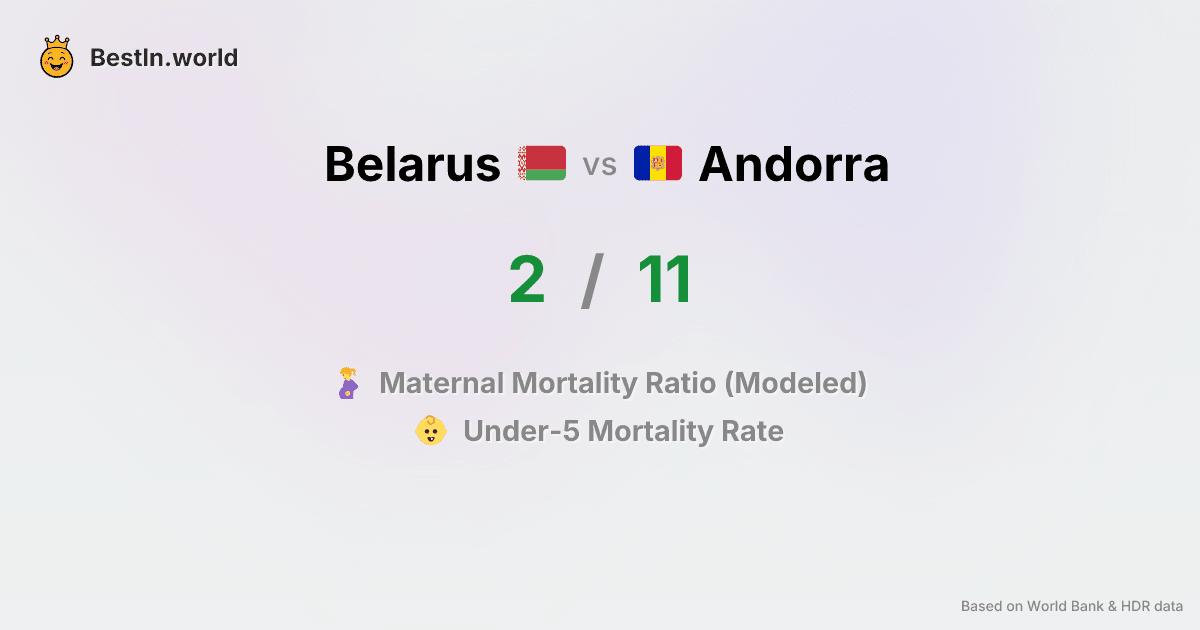 BestIn.world
Belarus vs Andorra
2 / 11
Maternal Mortality Ratio (Modeled)
Under-5 Mortality Rate
Based on World Bank & HDR data